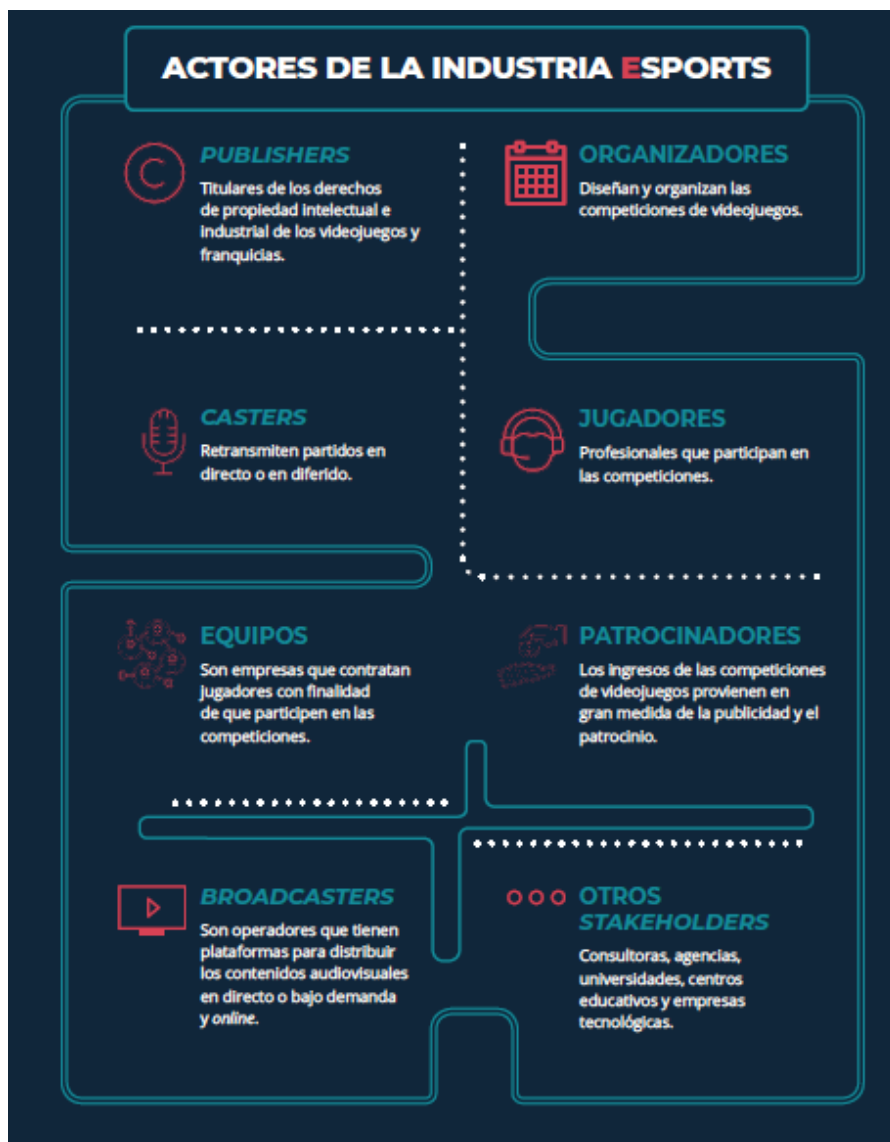 ACTORES DE LA INDUSTRIA ESPORTS
PUBLISHERS
Titulares de los derechos
de propiedad intelectual e
industrial de los videojuegos y
franquicias.
ORGANIZADORES
Diseñan y organizan las
competiciones de videojuegos.
CASTERS
Retransmiten partidos en
directo o en diferido.
JUGADORES
Profesionales que participan en
las competiciones.
EQUIPOS
Son empresas que contratan
jugadores con finalidad
de que participen en las
competiciones.
PATROCINADORES
Los ingresos de las competiciones
de videojuegos provienen en
gran medida de la publicidad y el
patrocinio.
BROADCASTERS
Son operadores que tienen
plataformas para distribuir
los contenidos audiovisuales
en directo o bajo demanda
y online.
OTROS
STAKEHOLDERS
Consultoras, agencias,
universidades, centros
educativos y empresas
tecnológicas.